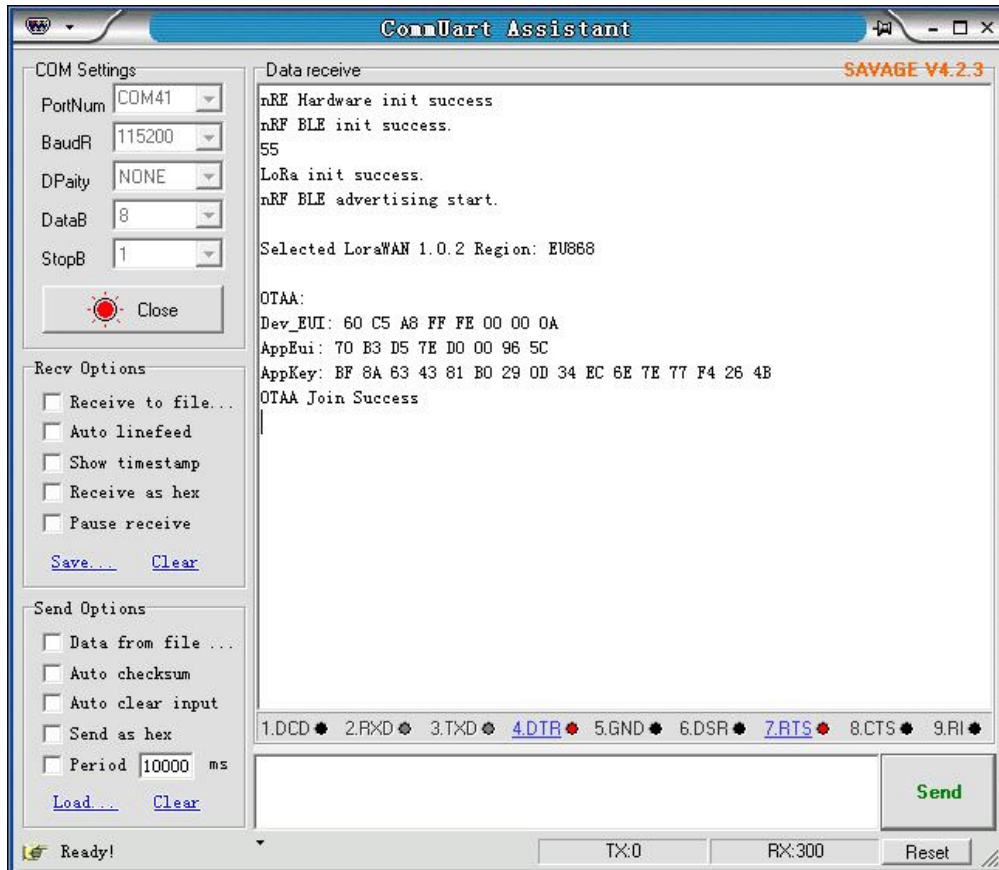 CommUart Assistant
COM Settings
PortNum COM41
BaudR 115200
DPaity NONE
DataB 8
StopB 1
Close
Recv Options
Receive to file...
Auto linefeed
Show timestamp
Receive as hex
Pause receive
Save... Clear
Send Options
Data from file ...
Auto checksum
Auto clear input
Send as hex
Period 10000 ms
Load... Clear
Data receive SAVAGE V4.2.3
nRE Hardware init success
nRF BLE init success.
55
LoRa init success.
nRF BLE advertising start.
Selected LoraWAN 1.0.2 Region: EU868
OTAA:
Dev_EUI: 60 C5 A8 FF FE 00 00 0A
AppEui: 70 B3 D5 7E D0 00 96 5C
AppKey: BF 8A 63 43 81 B0 29 0D 34 EC 6E 7E 77 F4 26 4B
OTAA Join Success
1.DCD 2.RXD 3.TXD 4.DTR 5.GND 6.DSR 7.RTS 8.CTS 9.RI
Send
Ready! TX:0 RX:300 Reset